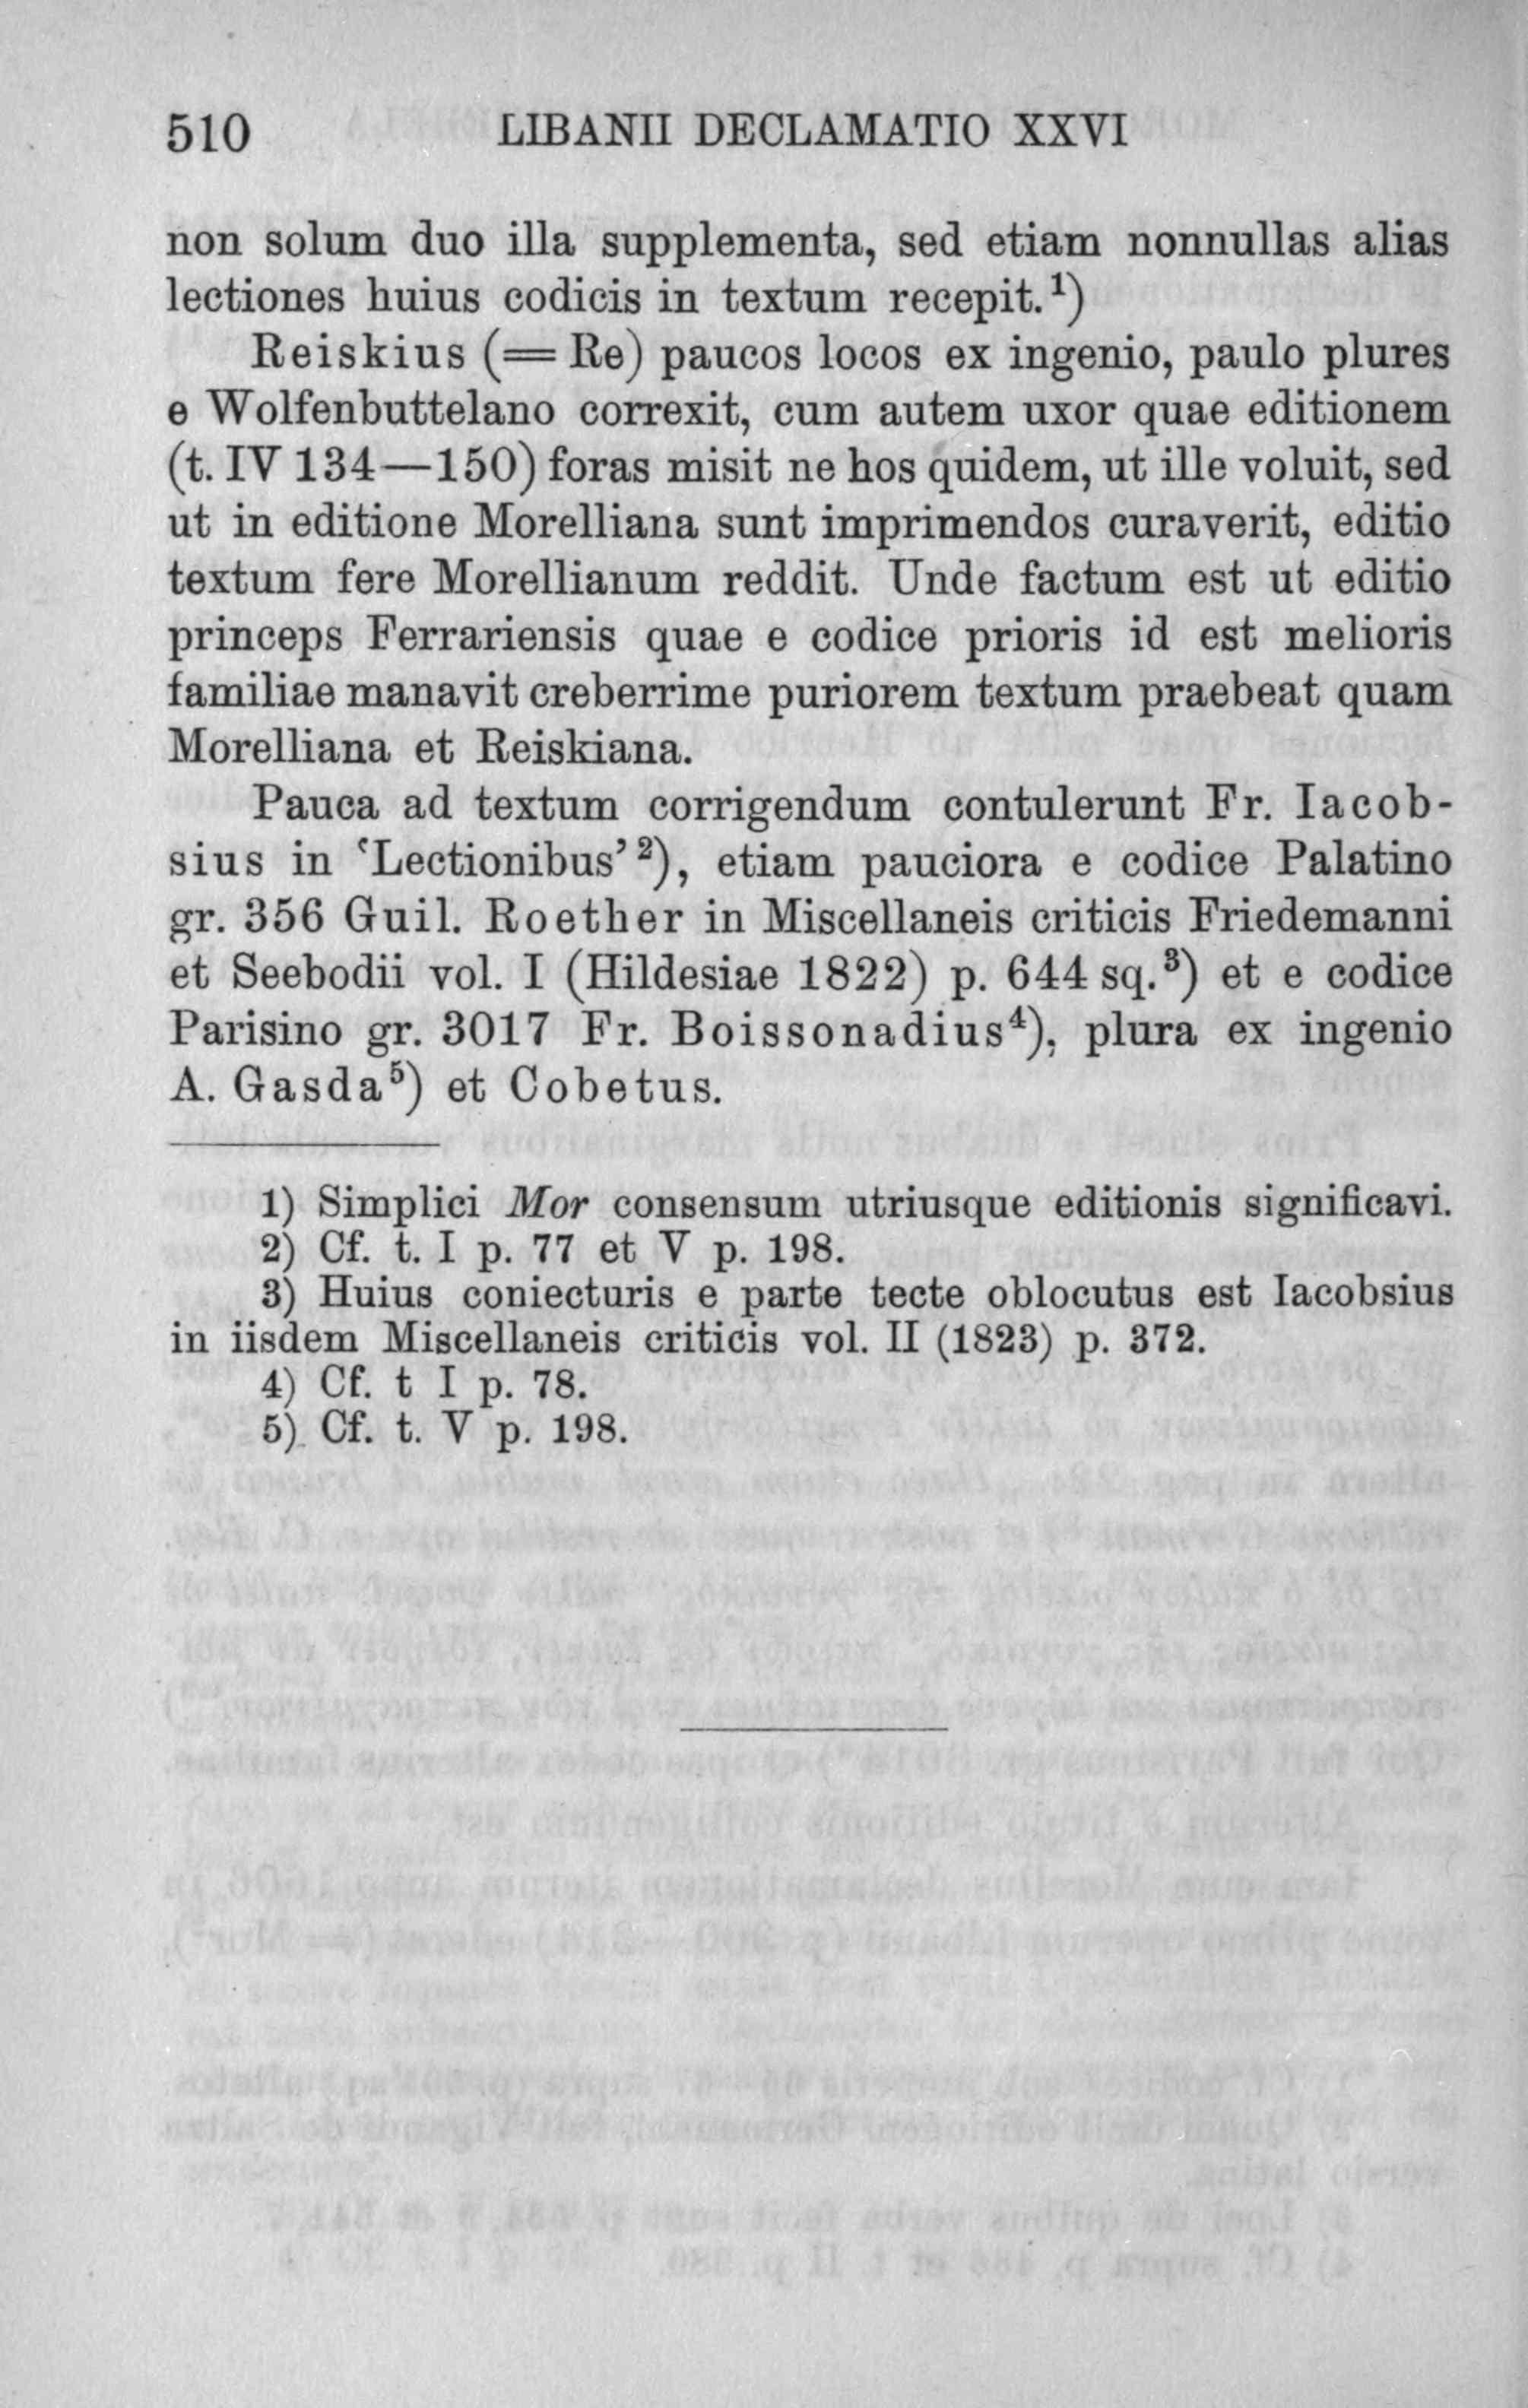 510 LIBANII DECLAMATIO XXVI
non solum duo illa supplementa, sed etiam nonnullas alias
lectiones huius codicis in textum recepit.¹)
Reiskius (= Re) paucos locos ex ingenio, paulo plures
e Wolfenbuttelano correxit, cum autem uxor quae editionem
(t. IV 134—150) foras misit ne hos quidem, ut ille voluit, sed
ut in editione Morelliana sunt imprimendos curaverit, editio
textum fere Morellianum reddit. Unde factum est ut editio
princeps Ferrariensis quae e codice prioris id est melioris
familiae manavit creberrime puriorem textum praebeat quam
Morelliana et Reiskiana.
Pauca ad textum corrigendum contulerunt Fr. Iacob-
sius in ‘Lectionibus’²), etiam pauciora e codice Palatino
gr. 356 Guil. Roether in Miscellaneis criticis Friedemanni
et Seebodii vol. I (Hildesiae 1822) p. 644 sq.³) et e codice
Parisino gr. 3017 Fr. Boissonadius⁴), plura ex ingenio
A. Gasda⁵) et Cobetus.
1) Simplici Mor consensum utriusque editionis significavi.
2) Cf. t. I p. 77 et V p. 198.
3) Huius coniecturis e parte tecte oblocutus est Iacobsius
in iisdem Miscellaneis criticis vol. II (1823) p. 372.
4) Cf. t I p. 78.
5) Cf. t. V p. 198.